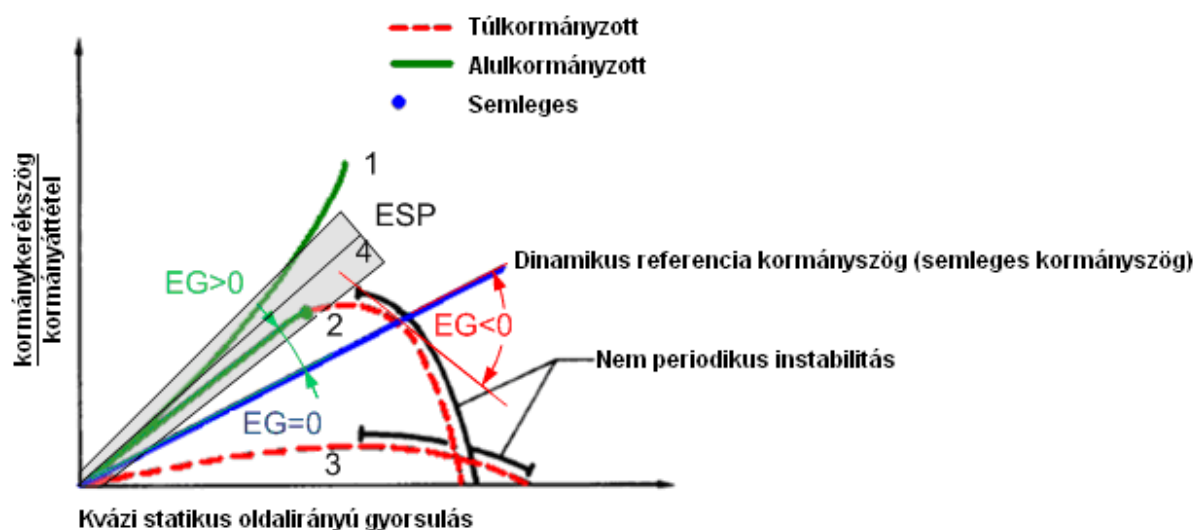 Túlkormányzott
Alulkormányzott
Semleges
kormánykerékszög
kormányáttétel
1
ESP
4
Dinamikus referencia kormányszög (semleges kormányszög)
EG>0
2
EG<0
Nem periodikus instabilitás
EG=0
3
Kvázi statikus oldalirányú gyorsulás